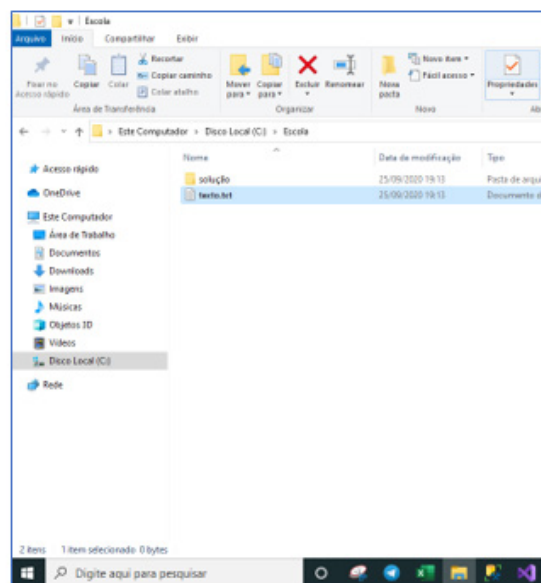 Escola
Arquivo Início Compartilhar Exibir
Fixar no Acesso rápido
Copiar
Colar
Recortar
Copiar caminho
Colar atalho
Mover para
Copiar para
Excluir
Renomear
Nova pasta
Novo item
Fácil acesso
Propriedades
Área de Transferência Organizar Novo
Este Computador > Disco Local (C:) > Escola
Nome Data de modificação Tipo
solução 25/09/2020 19:13 Pasta de arqui
texto.txt 25/09/2020 19:13 Documento d
Acesso rápido
OneDrive
Este Computador
Área de Trabalho
Documentos
Downloads
Imagens
Músicas
Objetos 3D
Vídeos
Disco Local (C:)
Rede
2 itens 1 item selecionado 0 bytes
Digite aqui para pesquisar